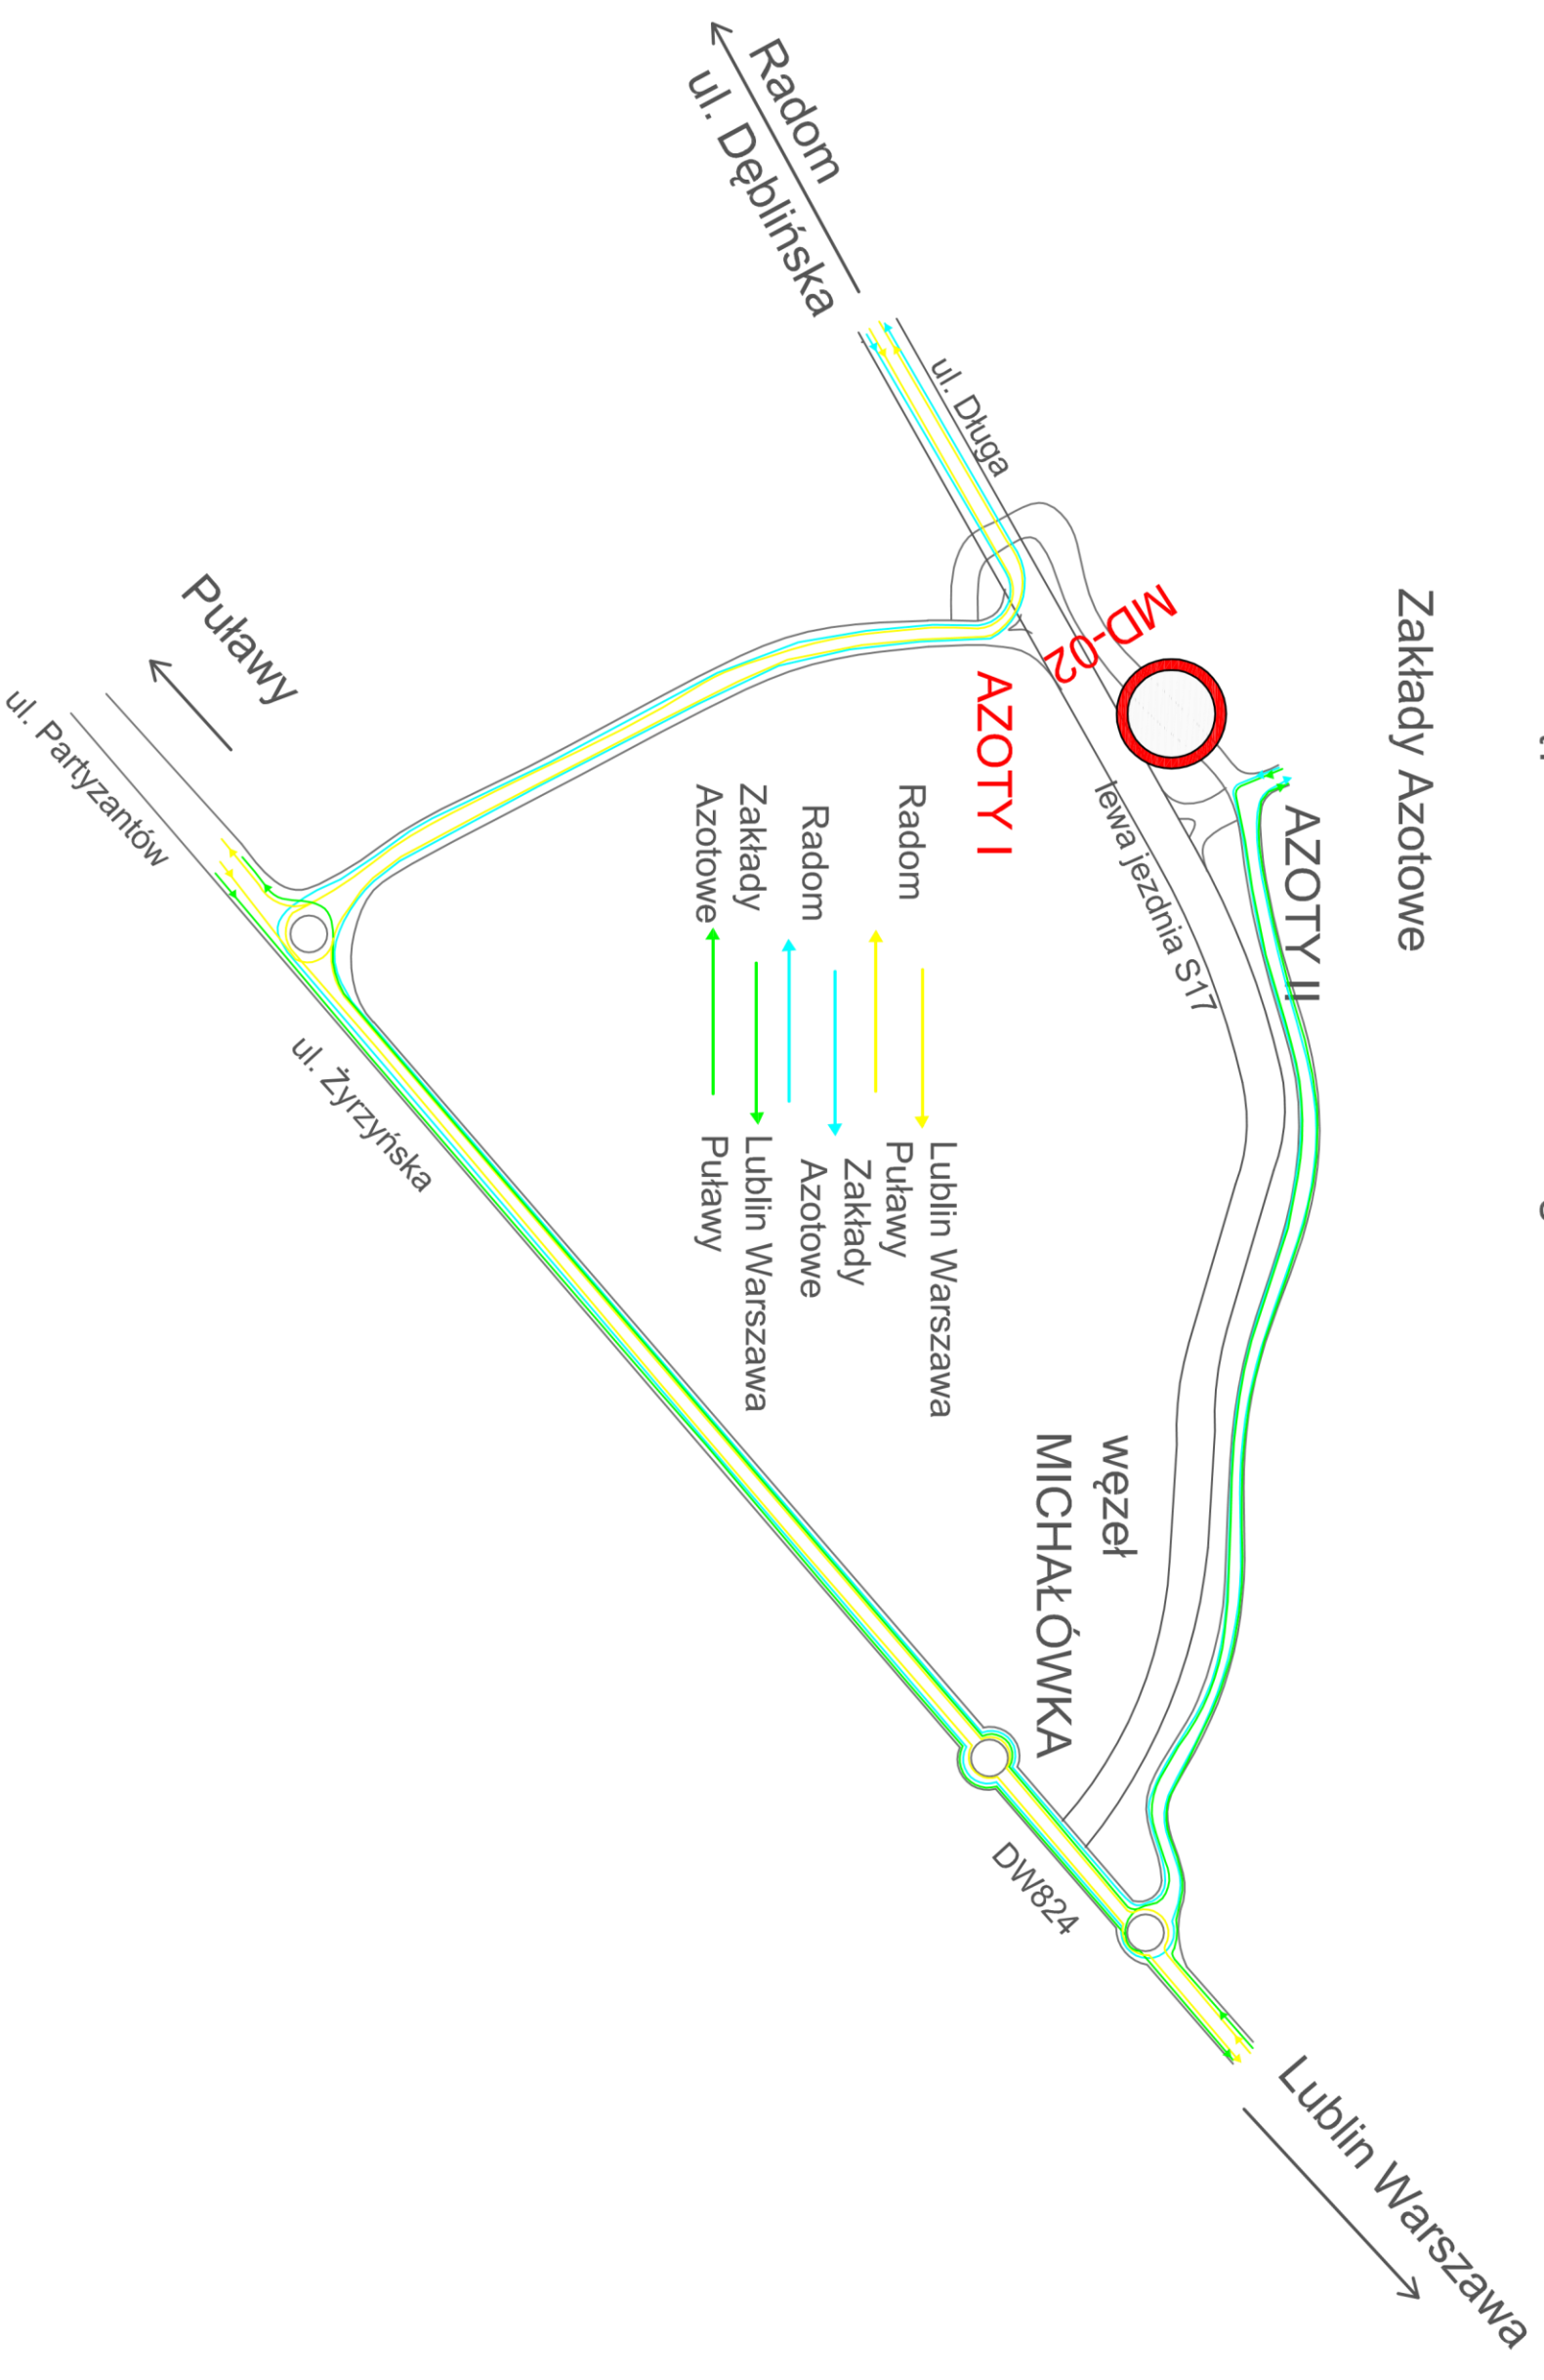 Radom
ul. Dęblińska
ul. Długa
Zakłady Azotowe
WD-02
AZOTY I
AZOTY II
lewa jezdnia S17
Puławy
ul. Partyzantów
ul. Żyrzyńska
Radom
Lublin Warszawa
Puławy
Radom
Zakłady
Azotowe
Zakłady
Azotowe
Lublin Warszawa
Puławy
węzeł
MICHAŁÓWKA
DW824
Lublin Warszawa